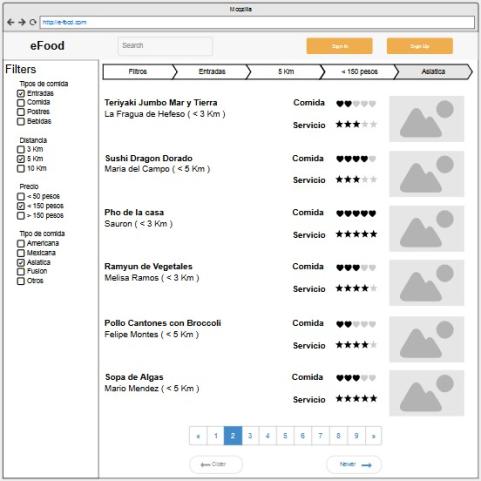 Mogzilla
http://e-food.com
eFood
Search
Sign In
Sign Up
Filters
Tipos de comida
Entradas
Comida
Postres
Bebidas
Distancia
3 Km
5 Km
10 Km
Precio
< 50 pesos
< 150 pesos
> 150 pesos
Tipo de comida
Americana
Mexicana
Asiatica
Fusion
Otros
Filtros
Entradas
5 Km
< 150 pesos
Asiatica
Teriyaki Jumbo Mar y Tierra
La Fragua de Hefeso ( < 3 Km )
Comida
Servicio
Sushi Dragon Dorado
Maria del Campo ( < 5 Km )
Comida
Servicio
Pho de la casa
Sauron ( < 3 Km )
Comida
Servicio
Ramyun de Vegetales
Melisa Ramos ( < 3 Km )
Comida
Servicio
Pollo Cantones con Broccoli
Felipe Montes ( < 5 Km )
Comida
Servicio
Sopa de Algas
Mario Mendez ( < 5 Km )
Comida
Servicio
« 1 2 3 4 5 6 7 8 9 »
Older
Newer